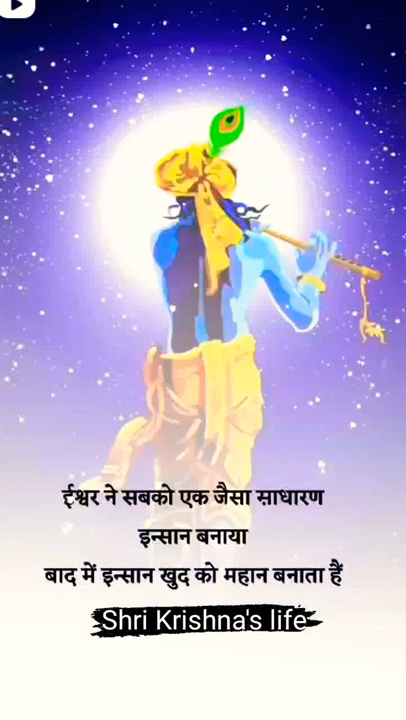 ईश्वर ने सबको एक जैसा साधारण
इन्सान बनाया
बाद में इन्सान खुद को महान बनाता हैं
Shri Krishna's life